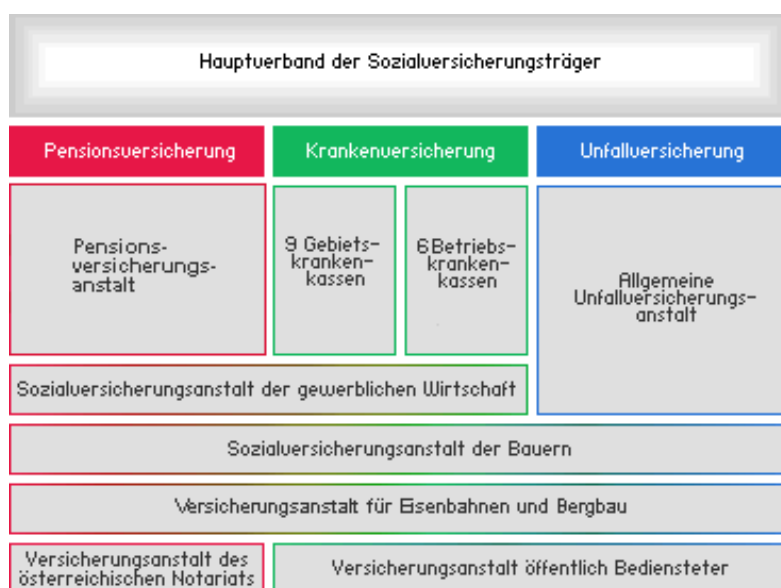 Hauptverband der Sozialversicherungsträger
Pensionsversicherung
Krankenversicherung
Unfallversicherung
Pensions-
versicherungs-
anstalt
9 Gebiets-
kranken-
kassen
6 Betriebs-
kranken-
kassen
Allgemeine
Unfallversicherungs-
anstalt
Sozialversicherungsanstalt der gewerblichen Wirtschaft
Sozialversicherungsanstalt der Bauern
Versicherungsanstalt für Eisenbahnen und Bergbau
Versicherungsanstalt des
österreichischen Notariats
Versicherungsanstalt öffentlich Bediensteter